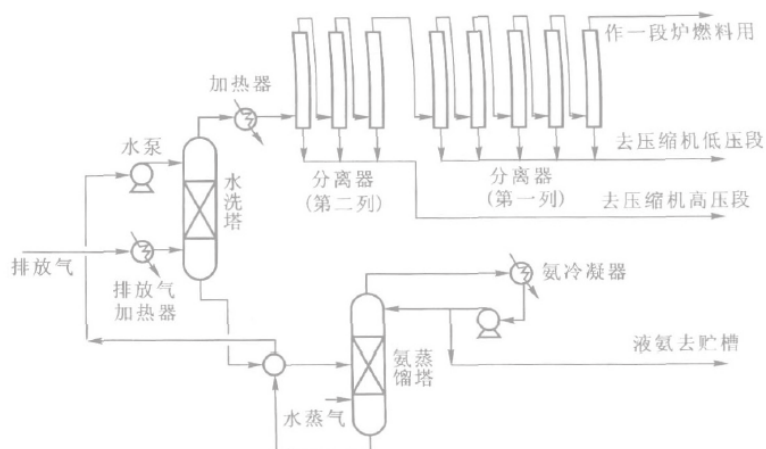 作一段炉燃料用
加热器
水泵
去压缩机低压段
水洗塔
分离器
(第二列)
分离器
(第一列)
去压缩机高压段
排放气
排放气
加热器
氨冷凝器
液氨去贮槽
氨蒸
馏塔
水蒸气